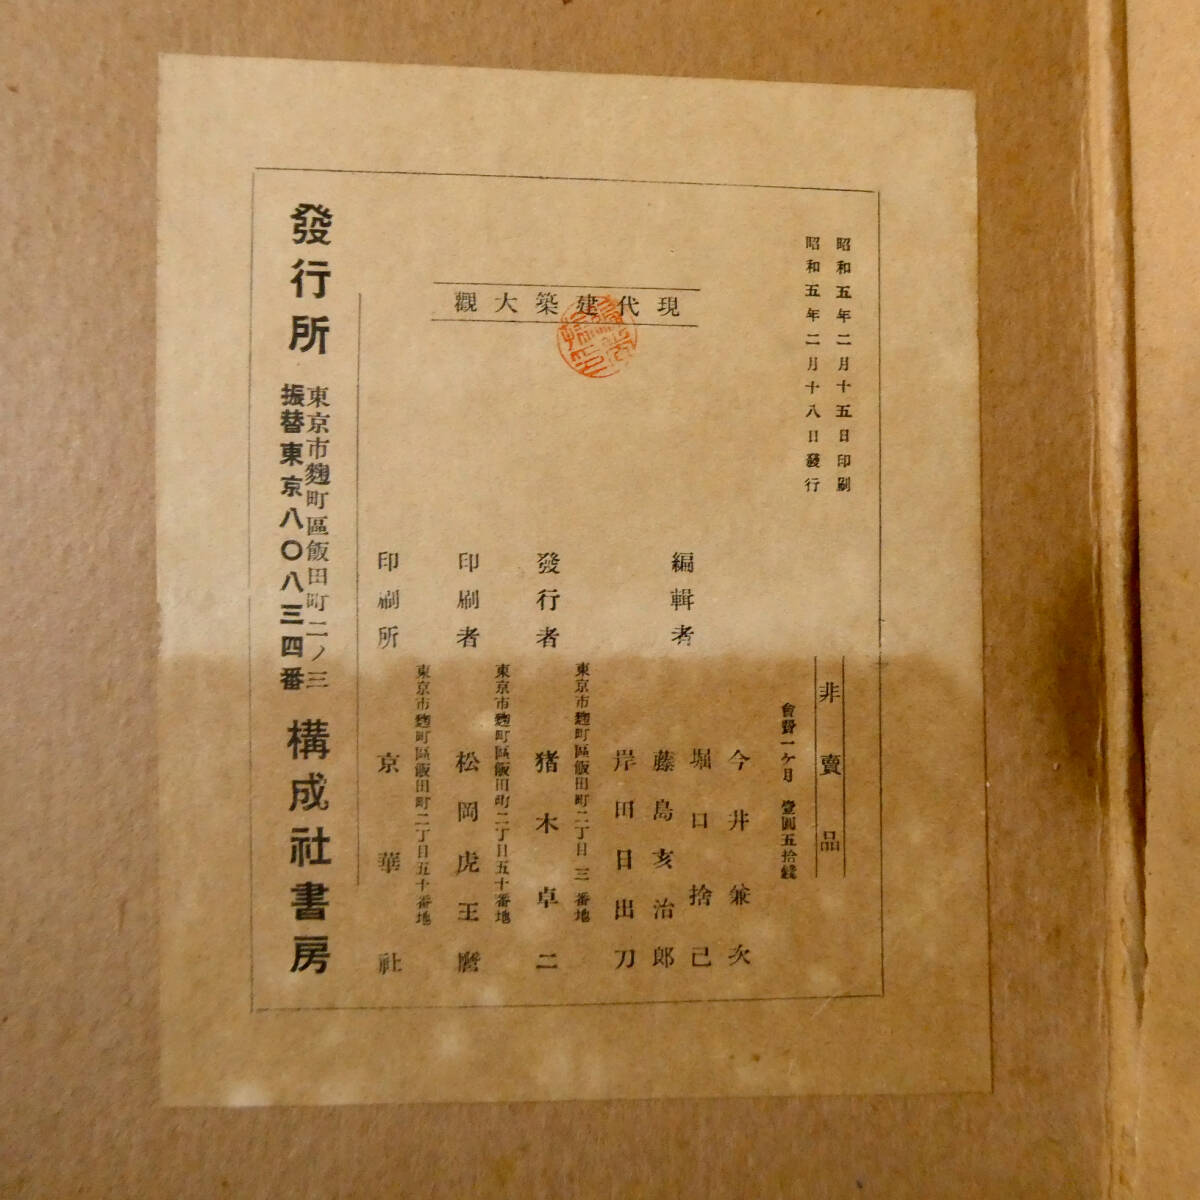 昭和五年二月十五日印刷
昭和五年二月十八日發行
非賣品
會費一ケ月 壹圓五拾錢
現代建築大觀
編輯者
今井兼次
堀口捨己
藤島亥治郎
岸田日出刀
東京市麴町區飯田町二丁目三番地
發行者 猪木卓二
東京市麴町區飯田町二丁目五十番地
印刷者 松岡虎王麿
東京市麴町區飯田町二丁目五十番地
印刷所 京華社
發行所 東京市麴町區飯田町二ノ三
振替東京八〇八三四番 構成社書房